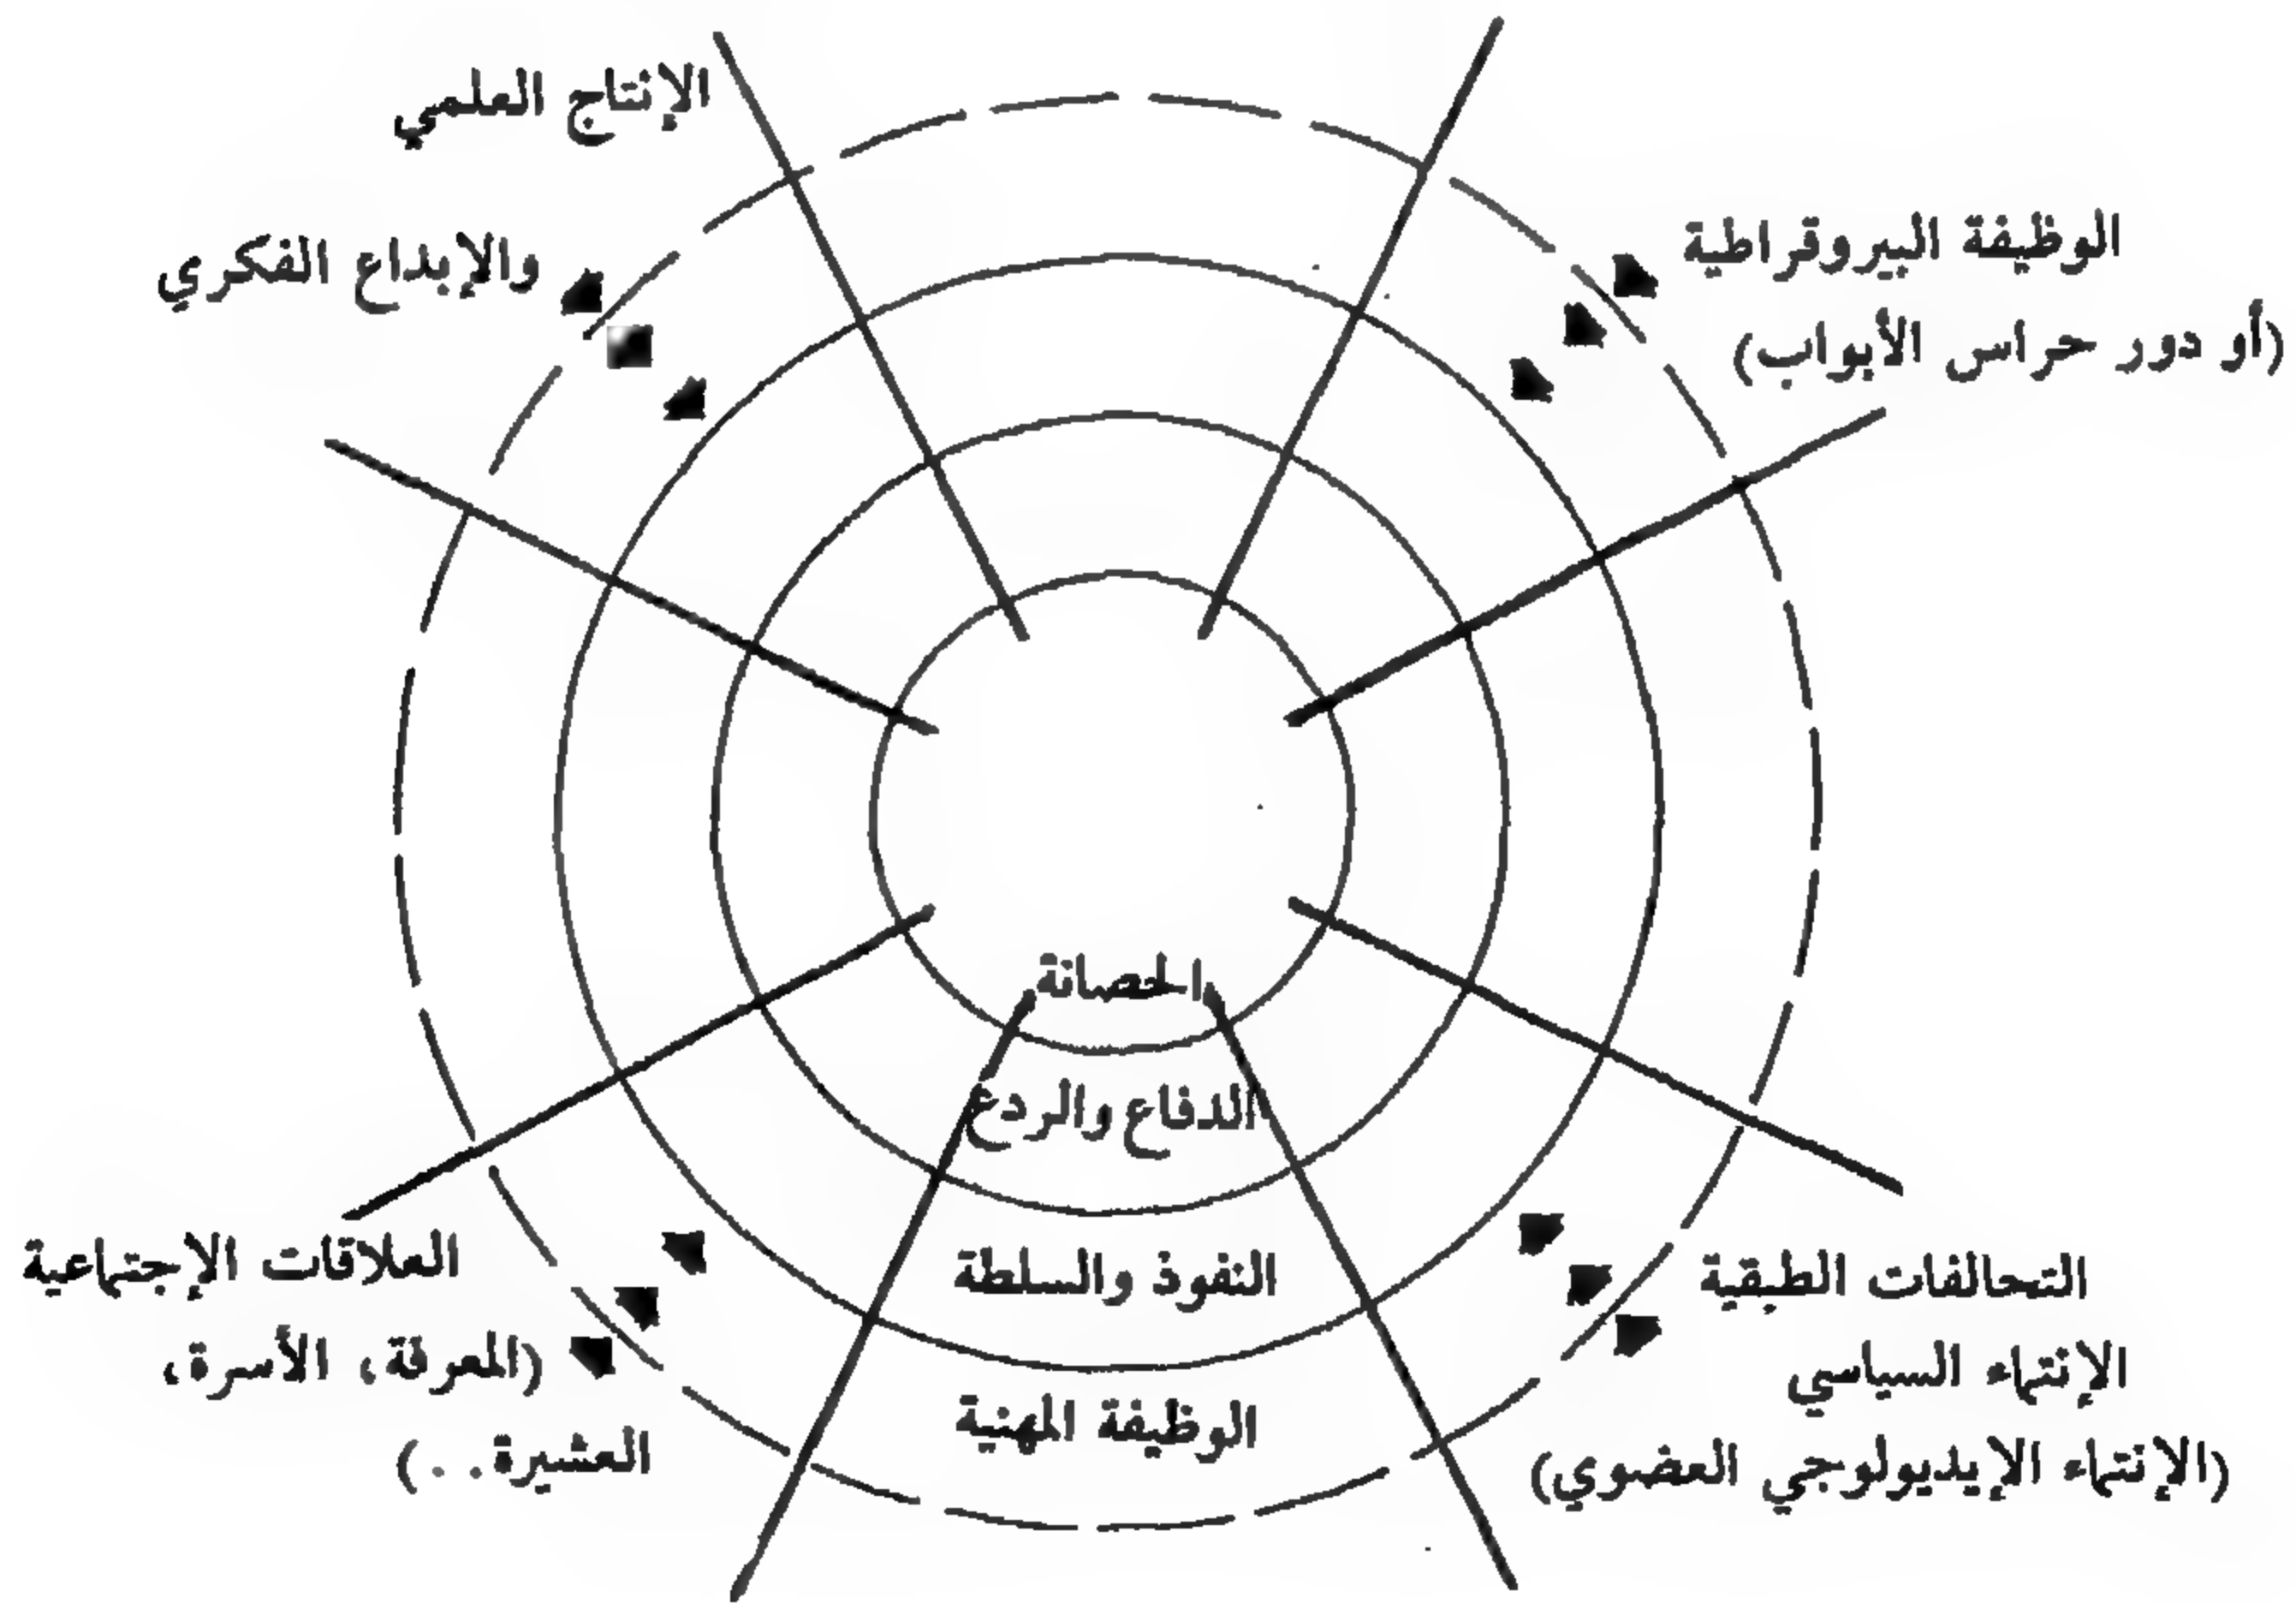 الإنتاج العلمي
والإبداع الفكري
الوظيفة البيروقراطية
(أو دور حراس الأبواب)
الحصانة
الدفاع والردع
النفوذ والسلطة
الوظيفة المهنية
التحالفات الطبقية
الإنتماء السياسي
(الإنتماء الإيديولوجي العضوي)
العلاقات الإجتماعية
(المعرفة، الأسرة،
العشيرة..)